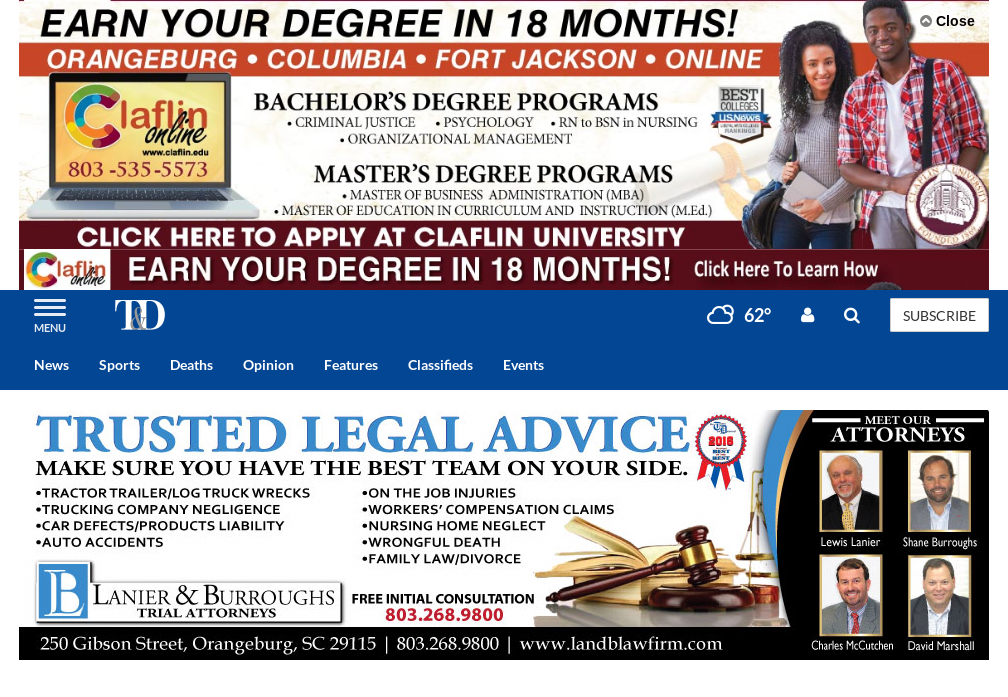 EARN YOUR DEGREE IN 18 MONTHS!
Close
ORANGEBURG • COLUMBIA • FORT JACKSON • ONLINE
Claflin
online
www.claflin.edu
803 -535-5573
BACHELOR'S DEGREE PROGRAMS
• CRIMINAL JUSTICE • PSYCHOLOGY • RN to BSN in NURSING
• ORGANIZATIONAL MANAGEMENT
BEST
COLLEGES
U.S.News
RANKINGS
MASTER'S DEGREE PROGRAMS
• MASTER OF BUSINESS ADMINISTRATION (MBA)
• MASTER OF EDUCATION IN CURRICULUM AND INSTRUCTION (M.Ed.)
CLAFLIN UNIVERSITY
FOUNDED 1869
CLICK HERE TO APPLY AT CLAFLIN UNIVERSITY
Claflin
online
EARN YOUR DEGREE IN 18 MONTHS! Click Here To Learn How
MENU
T&D
62°
SUBSCRIBE
News Sports Deaths Opinion Features Classifieds Events
TRUSTED LEGAL ADVICE
MAKE SURE YOU HAVE THE BEST TEAM ON YOUR SIDE.
2018
BEST
BEST
•TRACTOR TRAILER/LOG TRUCK WRECKS
•TRUCKING COMPANY NEGLIGENCE
•CAR DEFECTS/PRODUCTS LIABILITY
•AUTO ACCIDENTS
•ON THE JOB INJURIES
•WORKERS' COMPENSATION CLAIMS
•NURSING HOME NEGLECT
•WRONGFUL DEATH
•FAMILY LAW/DIVORCE
LB
LANIER & BURROUGHS
TRIAL ATTORNEYS
FREE INITIAL CONSULTATION
803.268.9800
250 Gibson Street, Orangeburg, SC 29115 | 803.268.9800 | www.landblawfirm.com
MEET OUR
ATTORNEYS
Lewis Lanier
Shane Burroughs
Charles McCutchen
David Marshall